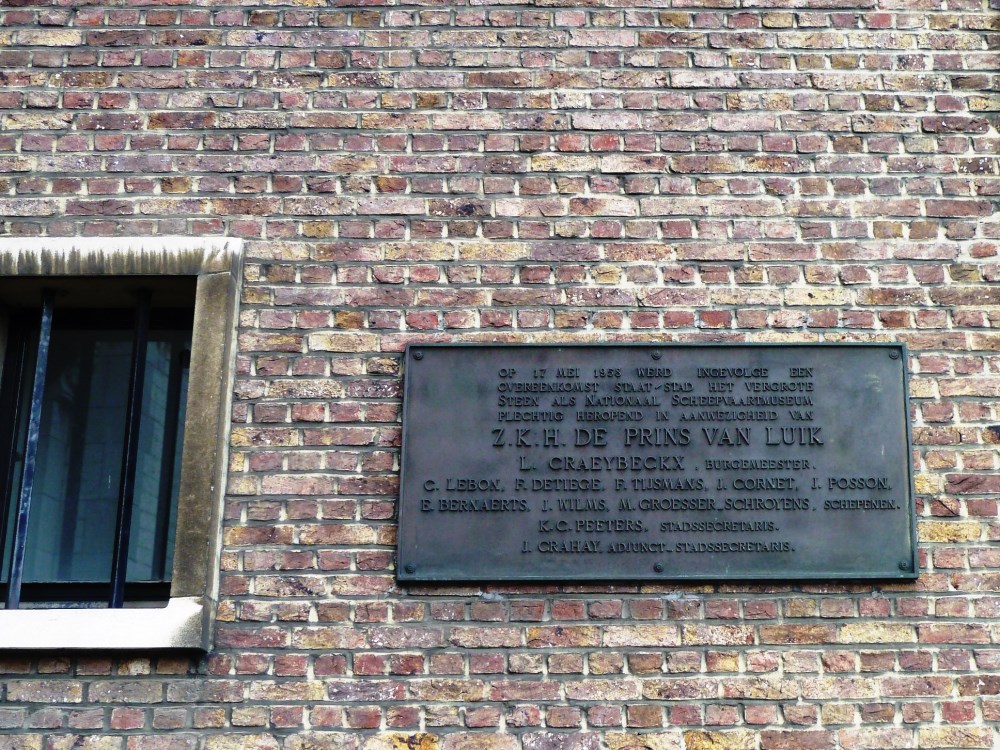 OP 17 MEI 1958 WERD INGEVOLGE EEN
OVEREENKOMST STAAT-STAD HET VERGROTE
STEEN ALS NATIONAAL SCHEEPVAARTMUSEUM
PLECHTIG HEROPEND IN AANWEZIGHEID VAN
Z.K.H. DE PRINS VAN LUIK
L. CRAEYBECKX, BURGEMEESTER.
C. LEBON, F. DETIEGE, F. TIJSMANS, J. CORNET, J. POSSON,
E. BERNAERTS, J. WILMS, M. GROESSER-SCHROYENS, SCHEPENEN.
K.C. PEETERS, STADSSECRETARIS.
J. CRAHAY, ADJUNCT-STADSSECRETARIS.